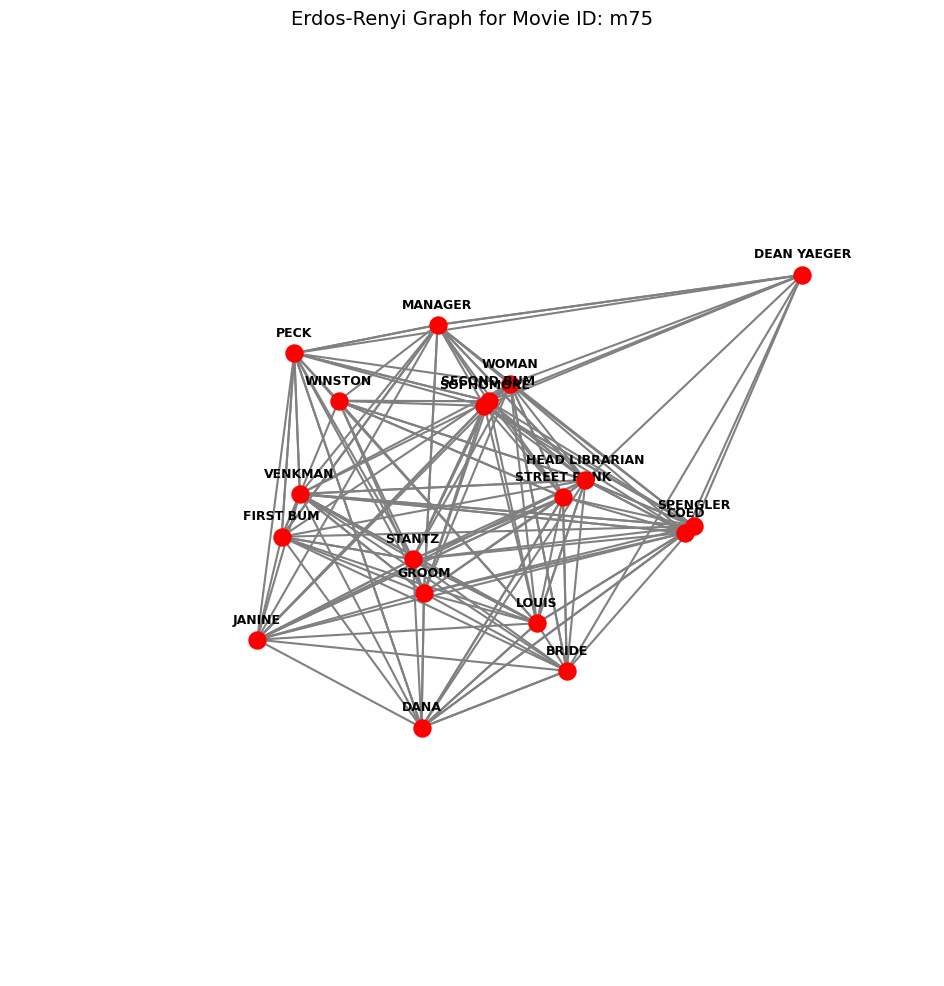 Erdos-Renyi Graph for Movie ID: m75
DEAN YAEGER
MANAGER
PECK
WOMAN
WINSTON
SECOND BUM
SOPHOMORE
HEAD LIBRARIAN
VENKMAN
STREET PUNK
SPENGLER
COED
FIRST BUM
STANTZ
GROOM
LOUIS
JANINE
BRIDE
DANA